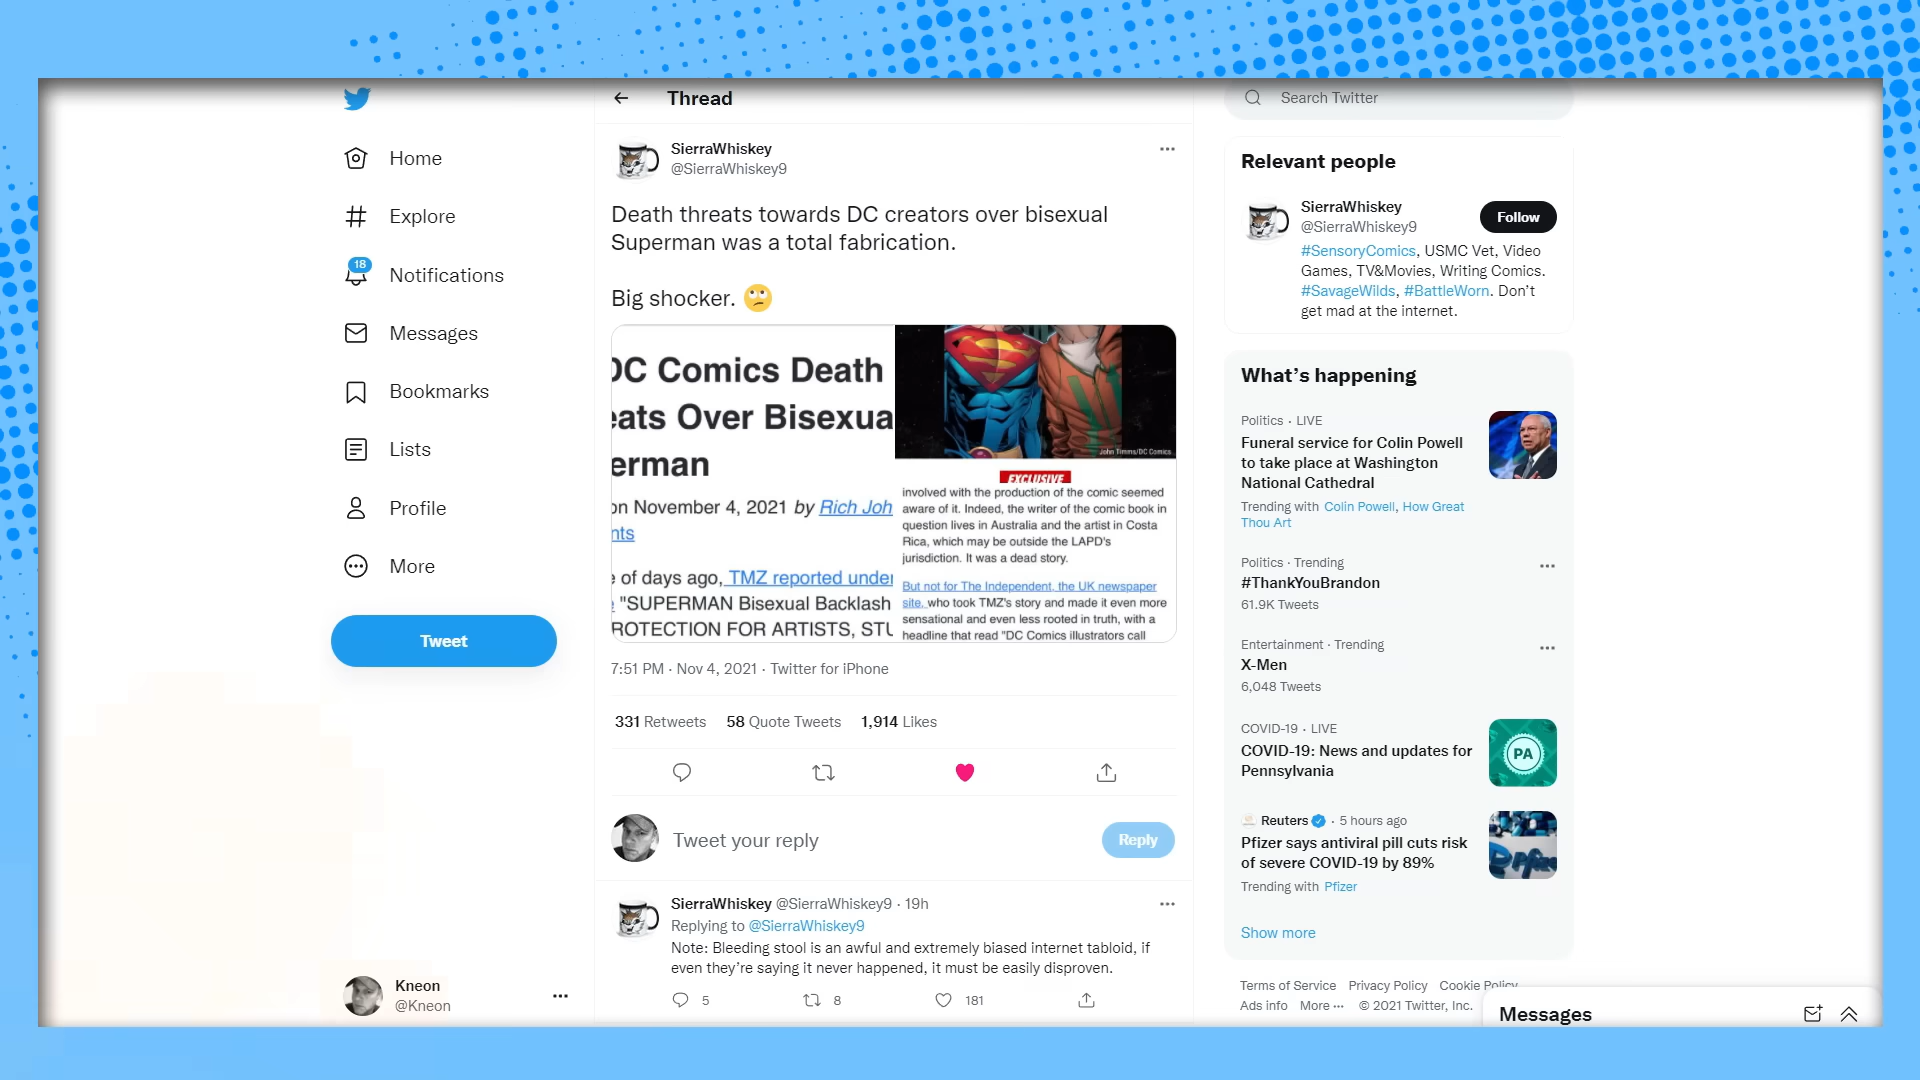 Home
Explore
18
Notifications
Messages
Bookmarks
Lists
Profile
More
Tweet
Kneon
@Kneon
Thread
SierraWhiskey
@SierraWhiskey9
Death threats towards DC creators over bisexual
Superman was a total fabrication.
Big shocker. 🙄
DC Comics Death
eats Over Bisexua
erman
on November 4, 2021 by Rich Joh
nts
e of days ago, TMZ reported under
"SUPERMAN Bisexual Backlash
ROTECTION FOR ARTISTS, STU
John Timms/DC Comics
EXCLUSIVE
involved with the production of the comic seemed
aware of it. Indeed, the writer of the comic book in
question lives in Australia and the artist in Costa
Rica, which may be outside the LAPD's
jurisdiction. It was a dead story.
But not for The Independent, the UK newspaper
site, who took TMZ's story and made it even more
sensational and even less rooted in truth, with a
headline that read "DC Comics illustrators call
7:51 PM · Nov 4, 2021 · Twitter for iPhone
331 Retweets 58 Quote Tweets 1,914 Likes
Tweet your reply
Reply
SierraWhiskey @SierraWhiskey9 · 19h
Replying to @SierraWhiskey9
Note: Bleeding stool is an awful and extremely biased internet tabloid, if
even they're saying it never happened, it must be easily disproven.
5 8 181
Search Twitter
Relevant people
SierraWhiskey
@SierraWhiskey9
Follow
#SensoryComics, USMC Vet, Video
Games, TV&Movies, Writing Comics.
#SavageWilds, #BattleWorn. Don't
get mad at the internet.
What's happening
Politics · LIVE
Funeral service for Colin Powell
to take place at Washington
National Cathedral
Trending with Colin Powell, How Great
Thou Art
Politics · Trending
#ThankYouBrandon
61.9K Tweets
Entertainment · Trending
X-Men
6,048 Tweets
COVID-19 · LIVE
COVID-19: News and updates for
Pennsylvania
PA
Reuters · 5 hours ago
Pfizer says antiviral pill cuts risk
of severe COVID-19 by 89%
Trending with Pfizer
Pfizer
Show more
Terms of Service Privacy Policy Cookie Policy
Ads info More ··· © 2021 Twitter, Inc.
Messages